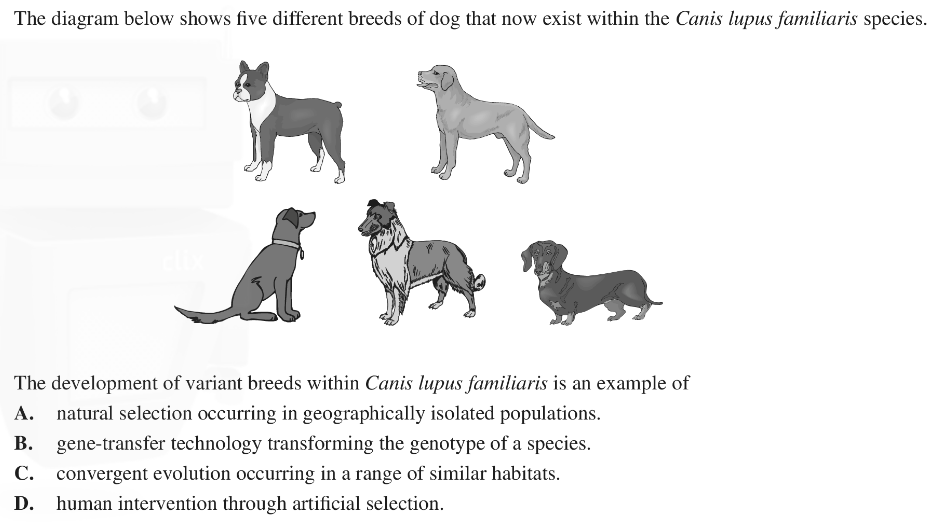 The diagram below shows five different breeds of dog that now exist within the Canis lupus familiaris species.
clix
The development of variant breeds within Canis lupus familiaris is an example of
A. natural selection occurring in geographically isolated populations.
B. gene-transfer technology transforming the genotype of a species.
C. convergent evolution occurring in a range of similar habitats.
D. human intervention through artificial selection.